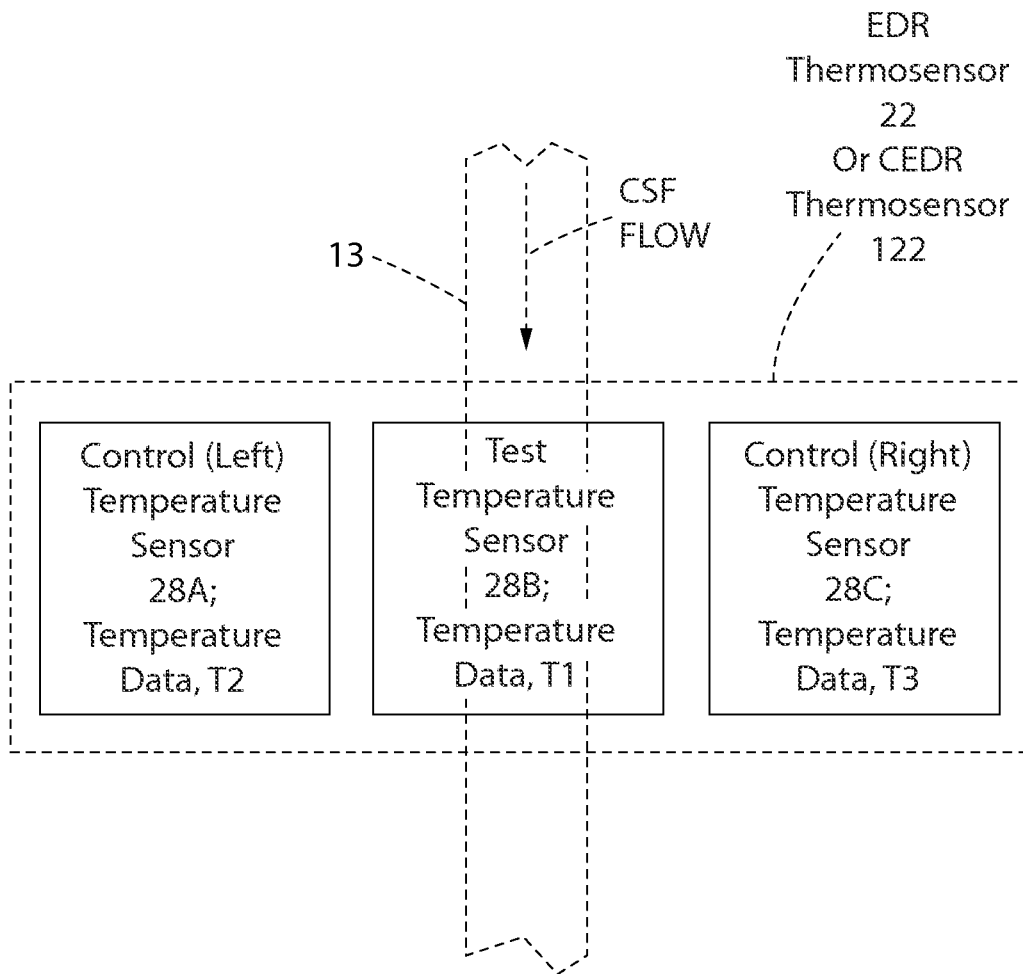 EDR
Thermosensor
22
Or CEDR
Thermosensor
122
CSF
FLOW
13
Control (Left)
Temperature
Sensor
28A;
Temperature
Data, T2
Test
Temperature
Sensor
28B;
Temperature
Data, T1
Control (Right)
Temperature
Sensor
28C;
Temperature
Data, T3